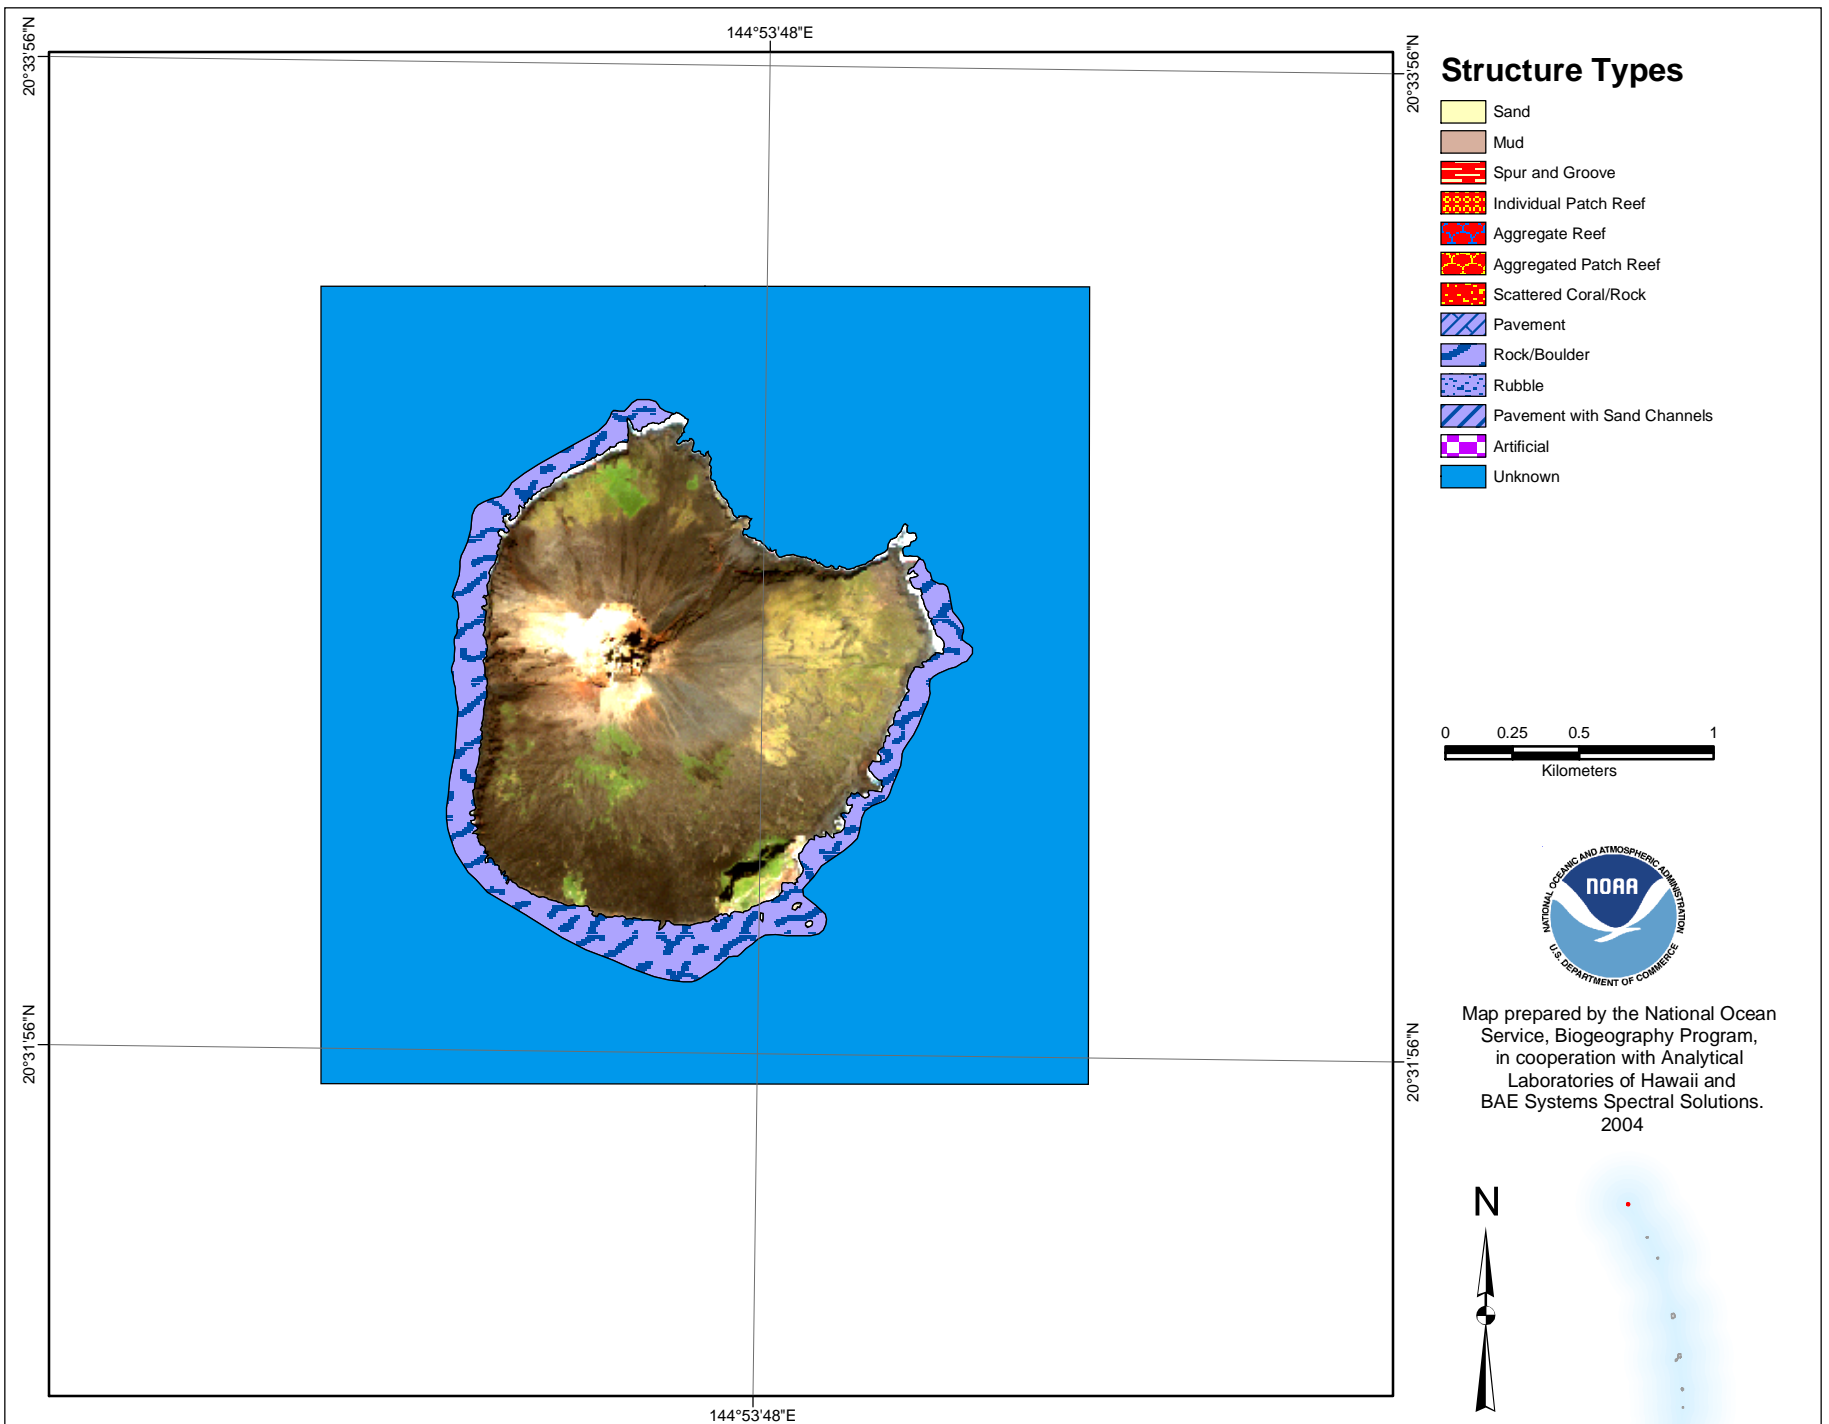 144°53'48"E
20°33'56"N
20°33'56"N
Structure Types
Sand
Mud
Spur and Groove
Individual Patch Reef
Aggregate Reef
Aggregated Patch Reef
Scattered Coral/Rock
Pavement
Rock/Boulder
Rubble
Pavement with Sand Channels
Artificial
Unknown
0 0.25 0.5 1
Kilometers
NATIONAL OCEANIC AND ATMOSPHERIC ADMINISTRATION
NOAA
U.S. DEPARTMENT OF COMMERCE
Map prepared by the National Ocean
Service, Biogeography Program,
in cooperation with Analytical
Laboratories of Hawaii and
BAE Systems Spectral Solutions.
2004
20°31'56"N
20°31'56"N
N
144°53'48"E